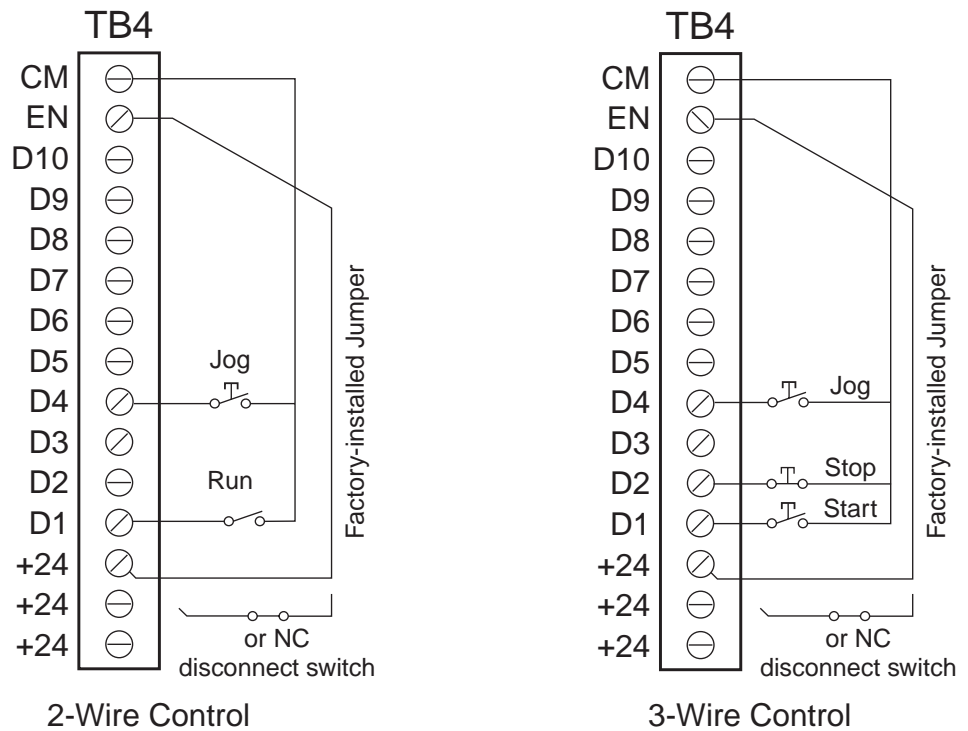 TB4
CM
EN
D10
D9
D8
D7
D6
D5
D4
D3
D2
D1
+24
+24
+24
Jog
Run
Factory-installed Jumper
or NC
disconnect switch
2-Wire Control
TB4
CM
EN
D10
D9
D8
D7
D6
D5
D4
D3
D2
D1
+24
+24
+24
Jog
Stop
Start
Factory-installed Jumper
or NC
disconnect switch
3-Wire Control